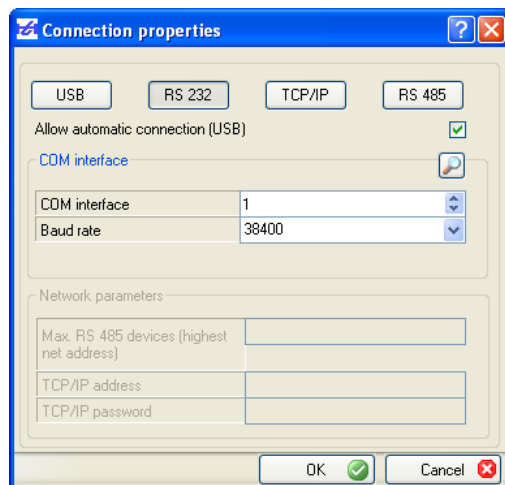 Connection properties
USB RS 232 TCP/IP RS 485
Allow automatic connection (USB)
COM interface
COM interface 1
Baud rate 38400
Network parameters
Max. RS 485 devices (highest
net address)
TCP/IP address
TCP/IP password
OK Cancel